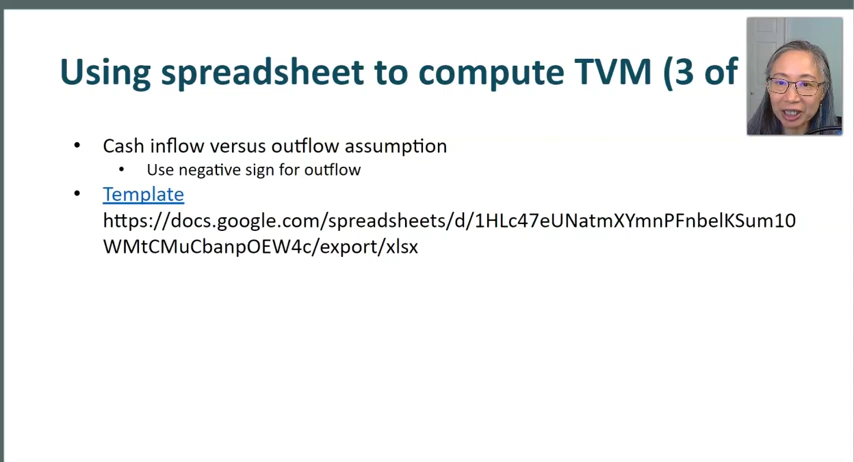 Using spreadsheet to compute TVM (3 of
• Cash inflow versus outflow assumption
• Use negative sign for outflow
• Template
https://docs.google.com/spreadsheets/d/1HLc47eUNatmXYmnPFnbelKSum10
WMtCMuCbanpOEW4c/export/xlsx